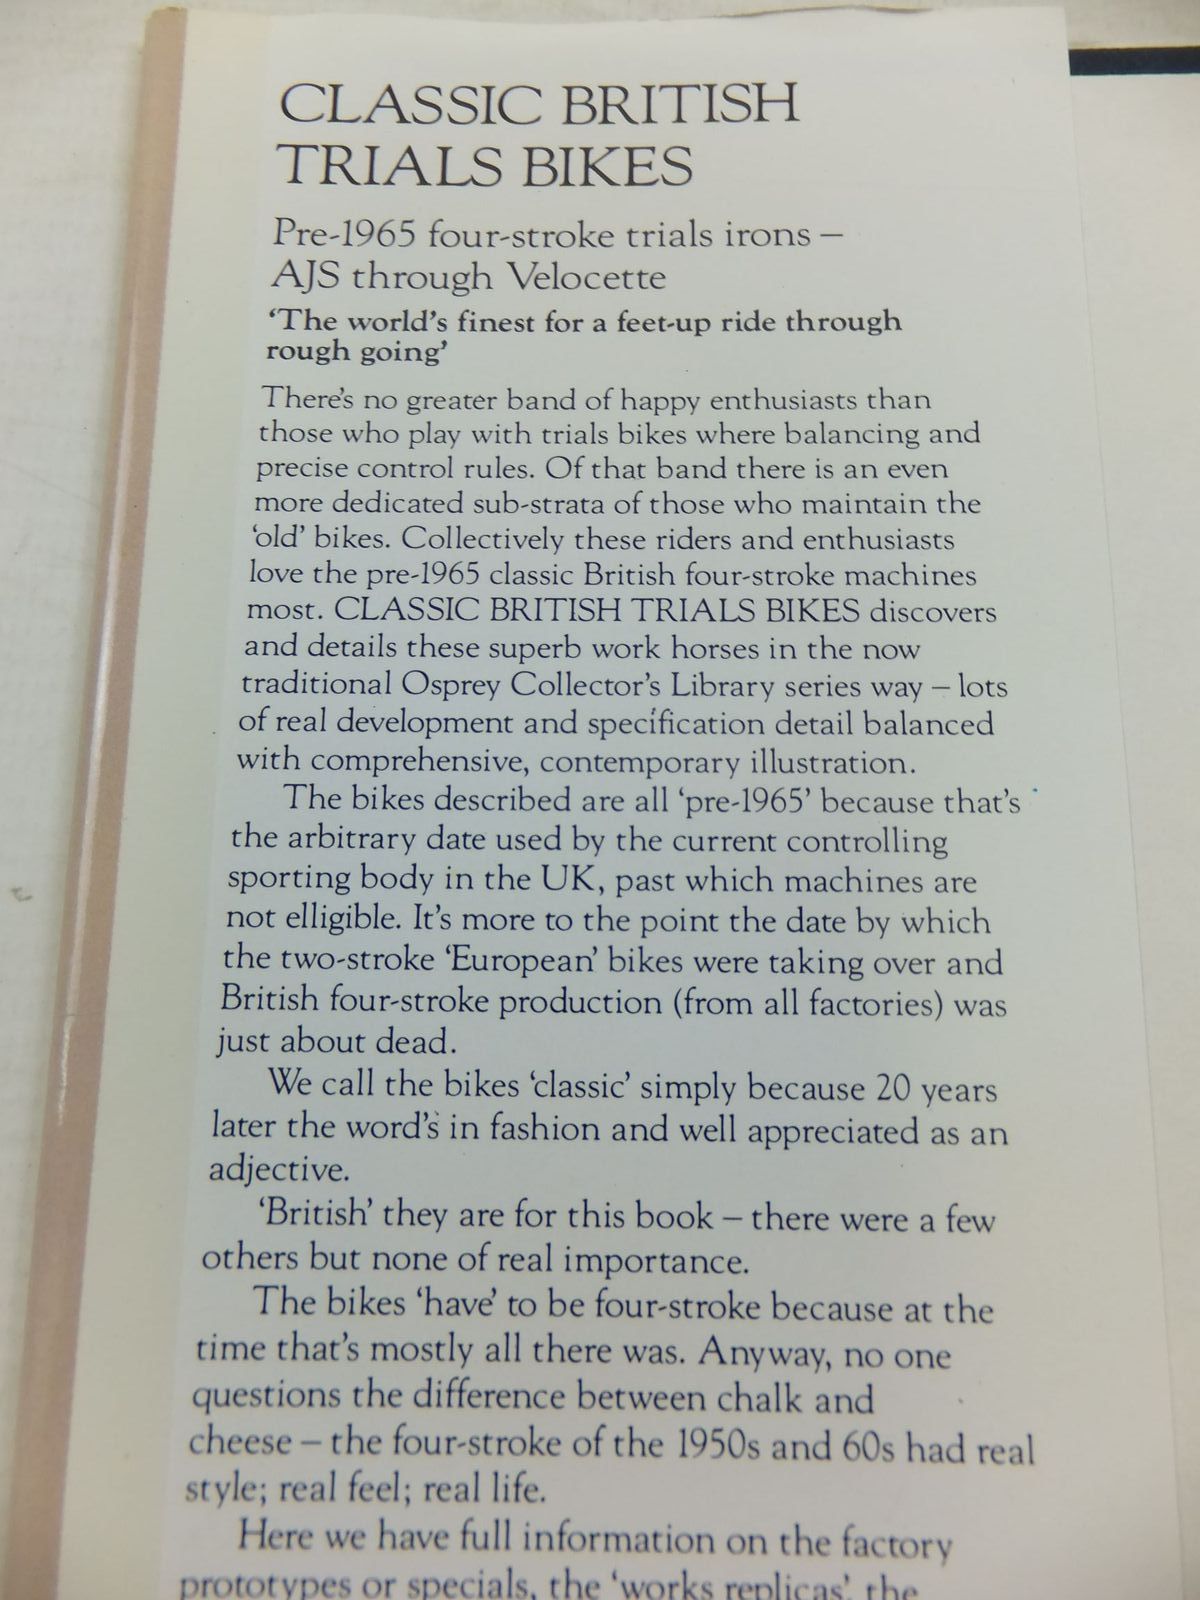 CLASSIC BRITISH
TRIALS BIKES
Pre-1965 four-stroke trials irons –
AJS through Velocette
‘The world’s finest for a feet-up ride through
rough going’
There’s no greater band of happy enthusiasts than
those who play with trials bikes where balancing and
precise control rules. Of that band there is an even
more dedicated sub-strata of those who maintain the
‘old’ bikes. Collectively these riders and enthusiasts
love the pre-1965 classic British four-stroke machines
most. CLASSIC BRITISH TRIALS BIKES discovers
and details these superb work horses in the now
traditional Osprey Collector’s Library series way – lots
of real development and specification detail balanced
with comprehensive, contemporary illustration.
The bikes described are all ‘pre-1965’ because that’s
the arbitrary date used by the current controlling
sporting body in the UK, past which machines are
not elligible. It’s more to the point the date by which
the two-stroke ‘European’ bikes were taking over and
British four-stroke production (from all factories) was
just about dead.
We call the bikes ‘classic’ simply because 20 years
later the word’s in fashion and well appreciated as an
adjective.
‘British’ they are for this book – there were a few
others but none of real importance.
The bikes ‘have’ to be four-stroke because at the
time that’s mostly all there was. Anyway, no one
questions the difference between chalk and
cheese – the four-stroke of the 1950s and 60s had real
style; real feel; real life.
Here we have full information on the factory
prototypes or specials, the ‘works replicas’, the